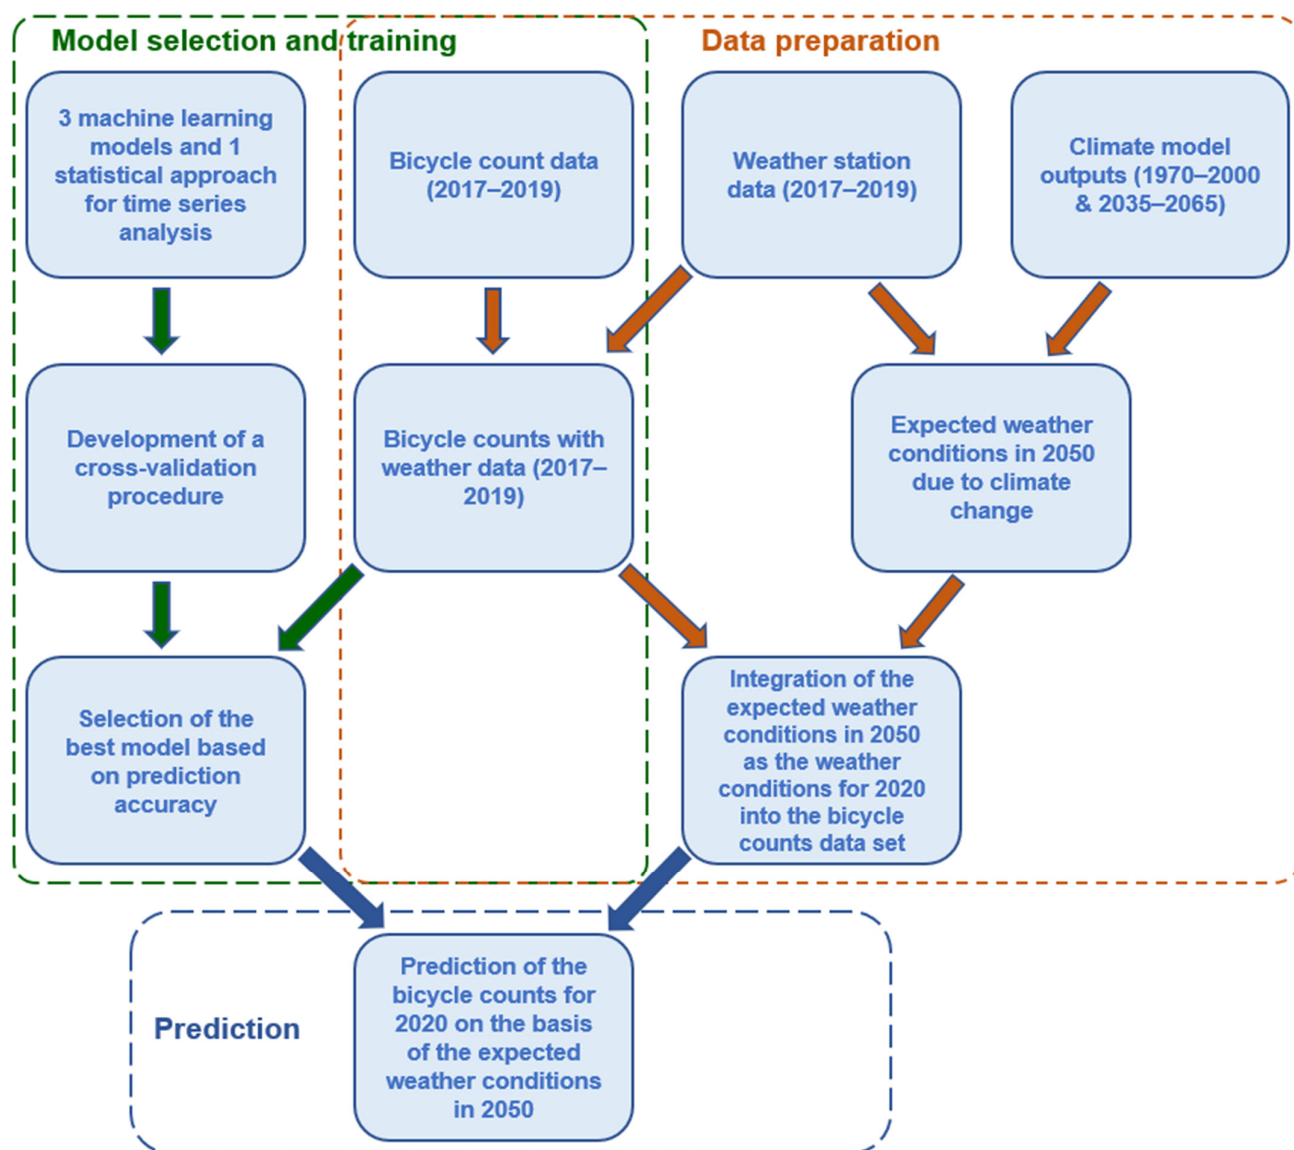 Model selection and training
Data preparation
3 machine learning
models and 1
statistical approach
for time series
analysis
Bicycle count data
(2017–2019)
Weather station
data (2017–2019)
Climate model
outputs (1970–2000
& 2035–2065)
Development of a
cross-validation
procedure
Bicycle counts with
weather data (2017–
2019)
Expected weather
conditions in 2050
due to climate
change
Selection of the
best model based
on prediction
accuracy
Integration of the
expected weather
conditions in 2050
as the weather
conditions for 2020
into the bicycle
counts data set
Prediction
Prediction of the
bicycle counts for
2020 on the basis
of the expected
weather conditions
in 2050